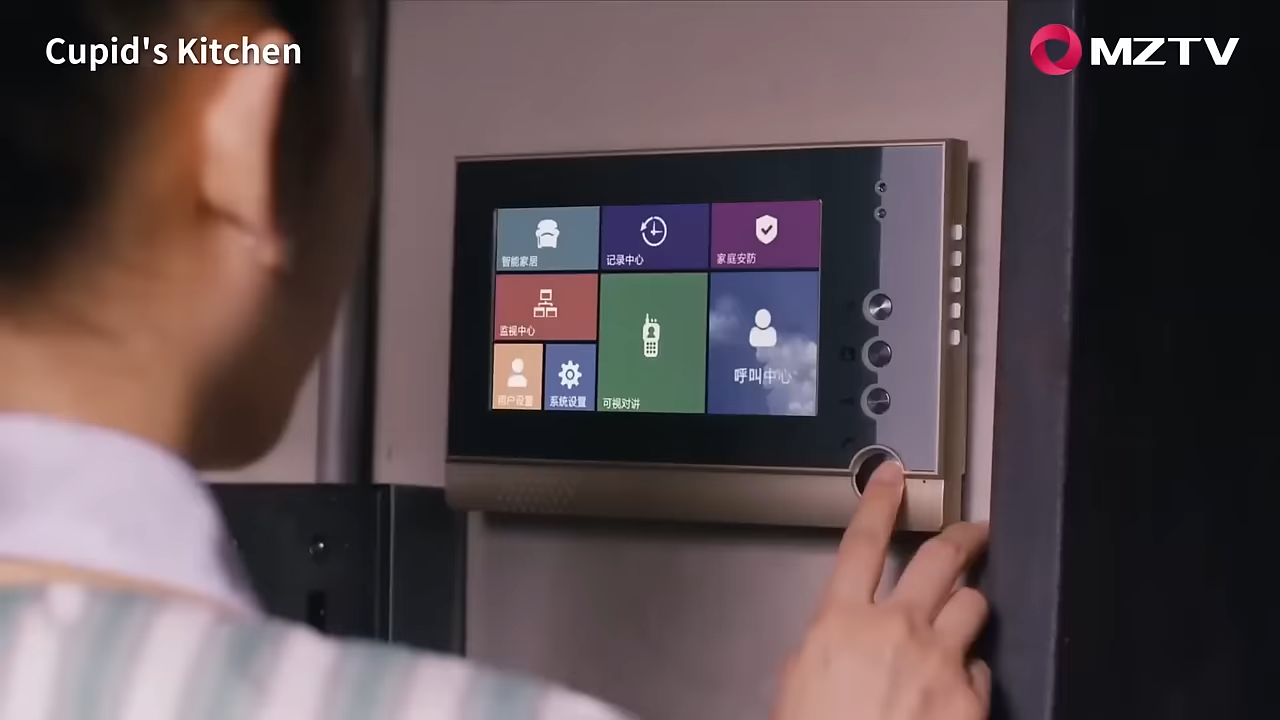 Cupid's Kitchen
MZTV
智能家居
记录中心
家庭安防
监视中心
呼叫中心
用户设置
系统设置
可视对讲